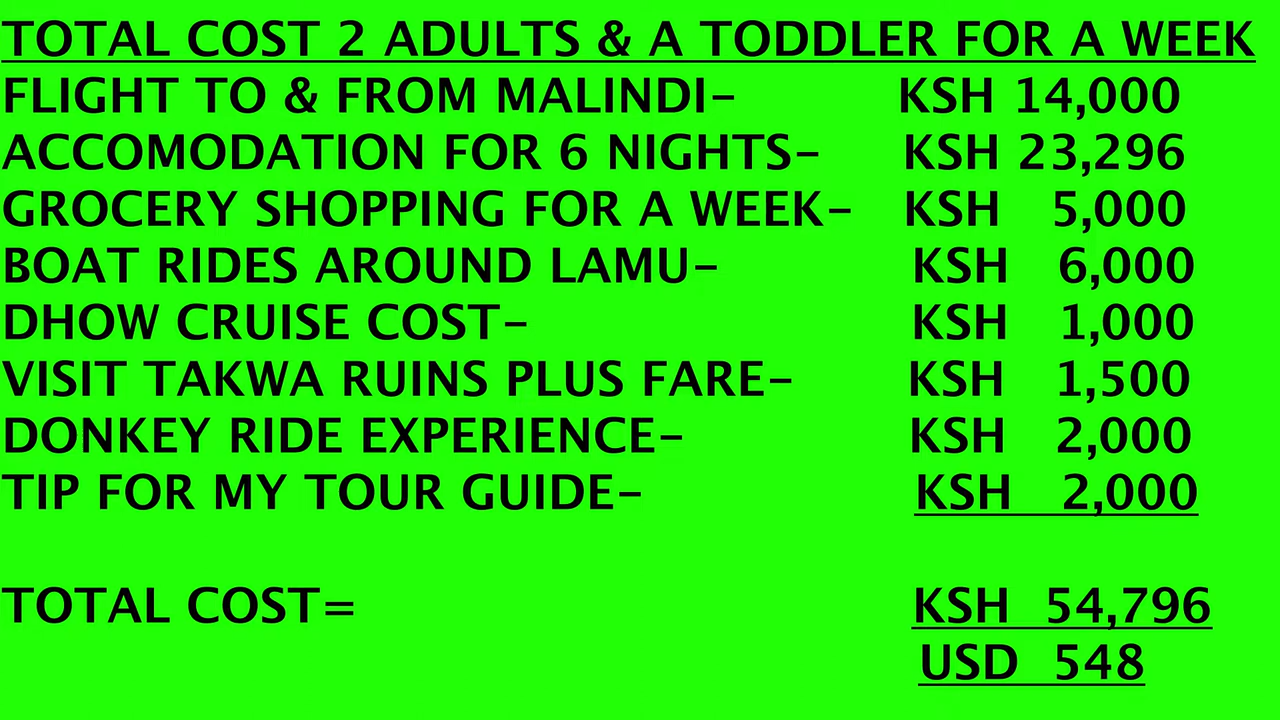 TOTAL COST 2 ADULTS & A TODDLER FOR A WEEK
FLIGHT TO & FROM MALINDI– KSH 14,000
ACCOMODATION FOR 6 NIGHTS– KSH 23,296
GROCERY SHOPPING FOR A WEEK– KSH 5,000
BOAT RIDES AROUND LAMU– KSH 6,000
DHOW CRUISE COST– KSH 1,000
VISIT TAKWA RUINS PLUS FARE– KSH 1,500
DONKEY RIDE EXPERIENCE– KSH 2,000
TIP FOR MY TOUR GUIDE– KSH 2,000
TOTAL COST= KSH 54,796
USD 548